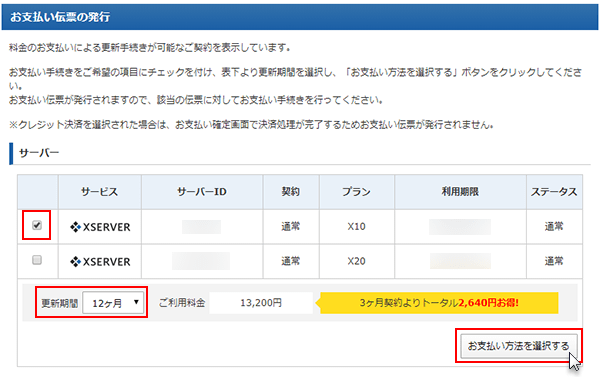 お支払い伝票の発行
料金のお支払いによる更新手続きが可能なご契約を表示しています。
お支払い手続きをご希望の項目にチェックを付け、表下より更新期間を選択し、「お支払い方法を選択する」ボタンをクリックしてくださ
い。
お支払い伝票が発行されますので、該当の伝票に対してお支払い手続きを行ってください。
※クレジット決済を選択された場合は、お支払い確定画面で決済処理が完了するためお支払い伝票が発行されません。
サーバー
サービス サーバーID 契約 プラン 利用期限 ステータス
XSERVER 通常 X10 通常
XSERVER 通常 X20 通常
更新期間 12ヶ月 ご利用料金 13,200円 3ヶ月契約よりトータル2,640円お得!
お支払い方法を選択する